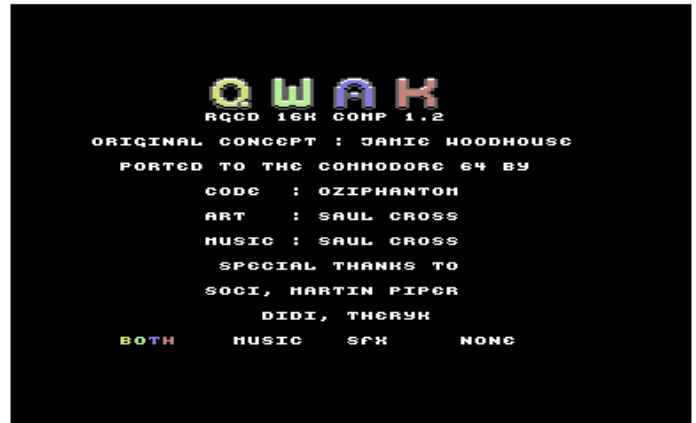 QWAK
RGCD 16K COMP 1.2
ORIGINAL CONCEPT : JAMIE WOODHOUSE
PORTED TO THE COMMODORE 64 BY
CODE : OZIPHANTOM
ART : SAUL CROSS
MUSIC : SAUL CROSS
SPECIAL THANKS TO
SOCI, MARTIN PIPER
DIDI, THERYK
BOTH MUSIC SFX NONE